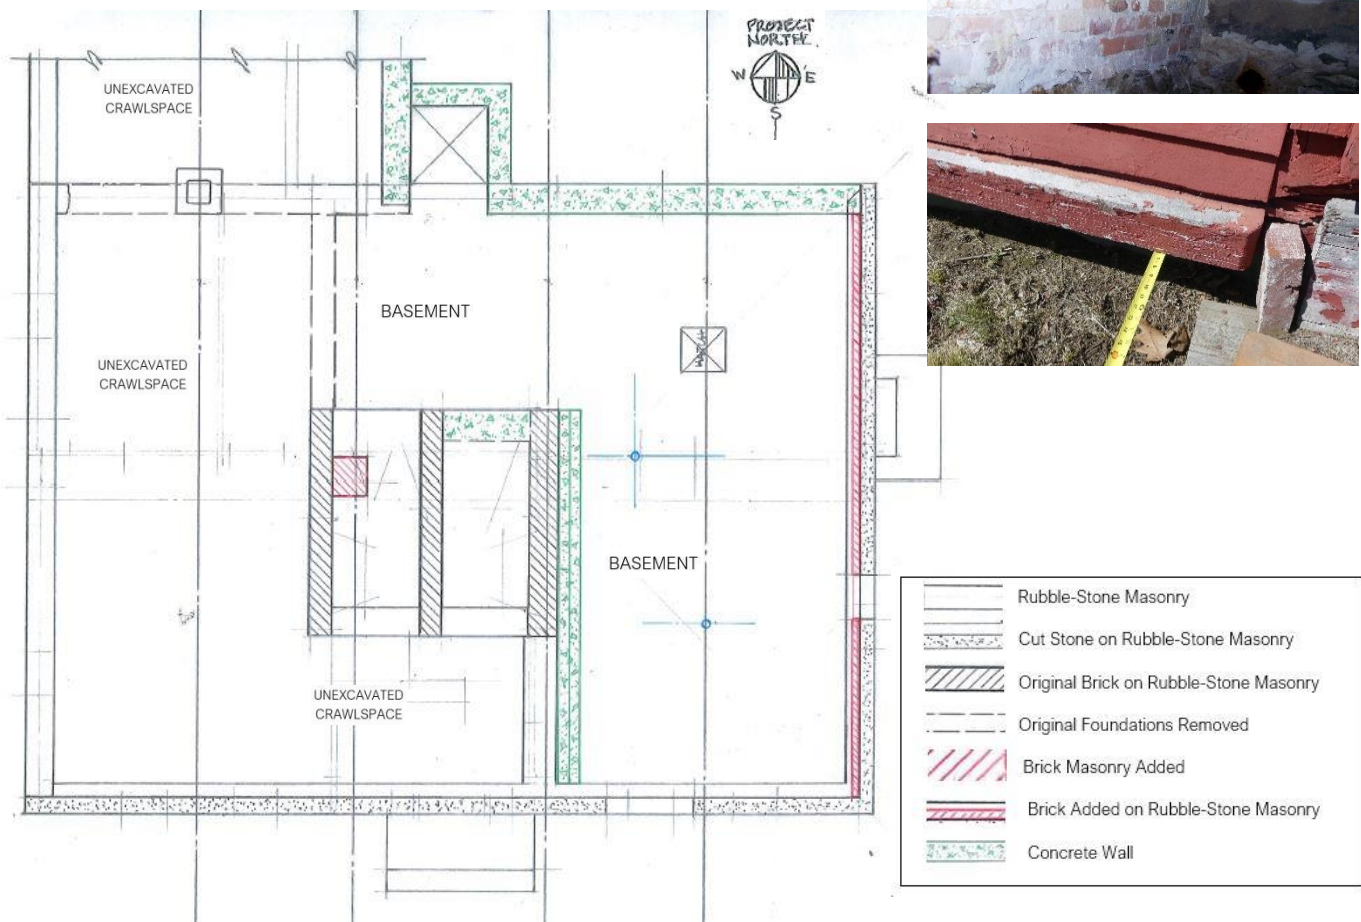 PROJECT
NORTH
W
E
S
UNEXCAVATED
CRAWLSPACE
BASEMENT
UNEXCAVATED
CRAWLSPACE
BASEMENT
UNEXCAVATED
CRAWLSPACE
Rubble-Stone Masonry
Cut Stone on Rubble-Stone Masonry
Original Brick on Rubble-Stone Masonry
Original Foundations Removed
Brick Masonry Added
Brick Added on Rubble-Stone Masonry
Concrete Wall